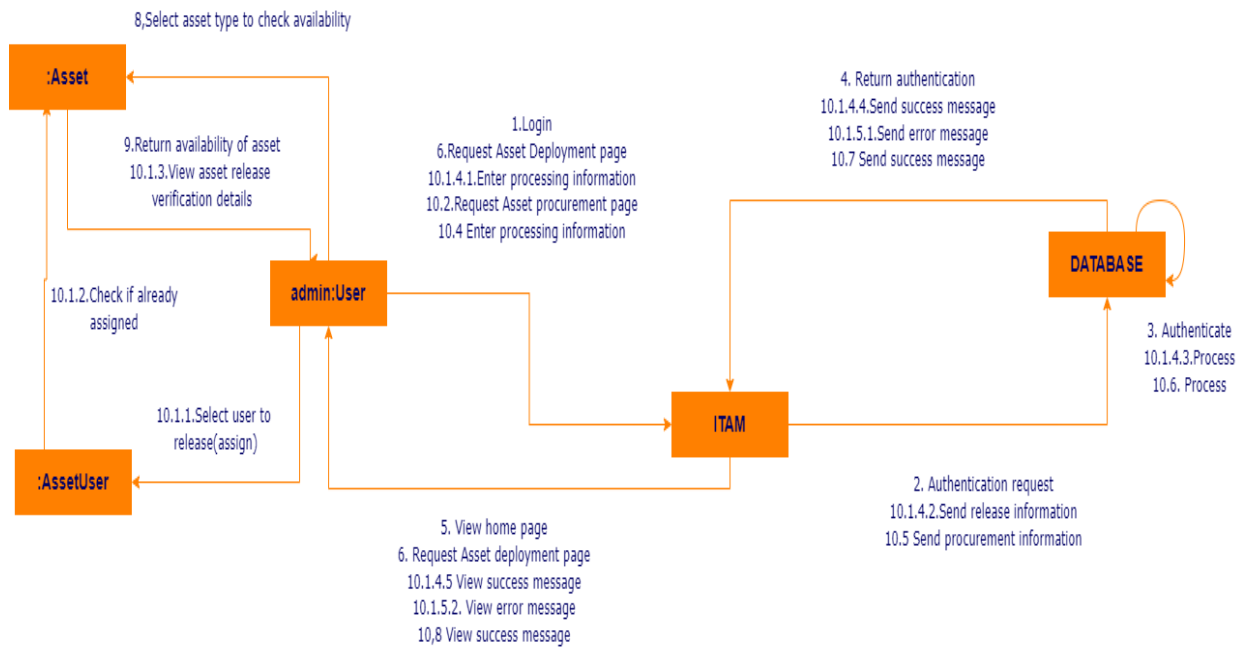 8,Select asset type to check availability
:Asset
9.Return availability of asset
10.1.3.View asset release
verification details
1.Login
6.Request Asset Deployment page
10.1.4.1.Enter processing information
10.2.Request Asset procurement page
10.4 Enter processing information
4. Return authentication
10.1.4.4.Send success message
10.1.5.1.Send error message
10.7 Send success message
DATABASE
admin:User
10.1.2.Check if already
assigned
3. Authenticate
10.1.4.3.Process
10.6. Process
10.1.1.Select user to
release(assign)
ITAM
:AssetUser
2. Authentication request
10.1.4.2.Send release information
10.5 Send procurement information
5. View home page
6. Request Asset deployment page
10.1.4.5 View success message
10.1.5.2. View error message
10,8 View success message